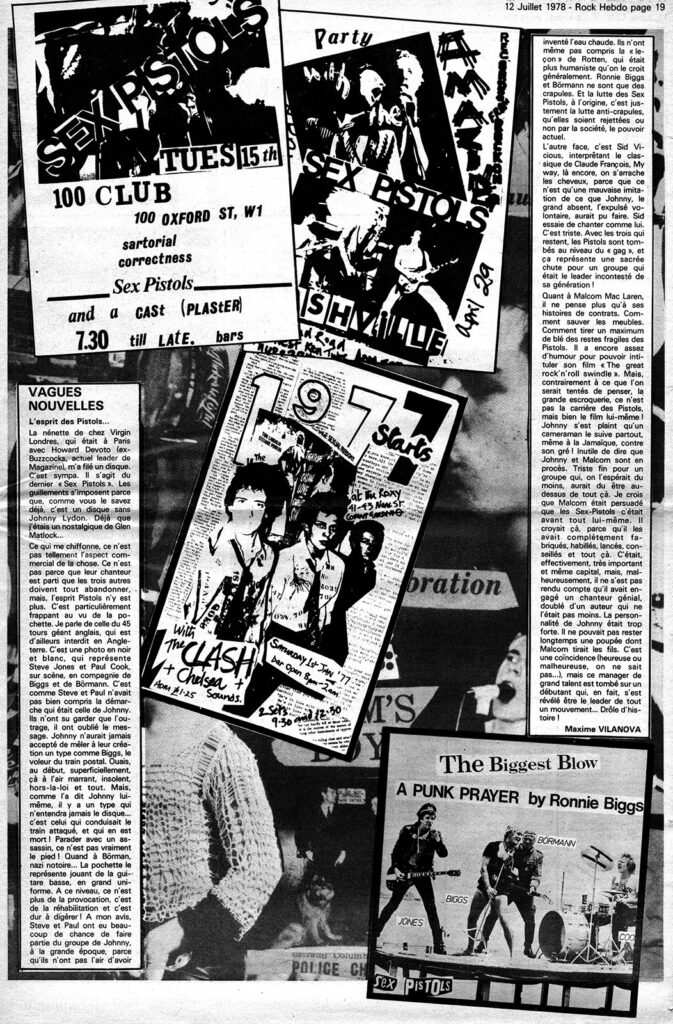 12 Juillet 1978 - Rock Hebdo page 19
SEX PISTOLS
SEX PISTOLS
TUES 15th
100 CLUB
100 OXFORD ST, W1
sartorial
correctness
Sex Pistols
and a CAST (PLASTER)
7.30 till LATE. bars
Party
SEX PISTOLS
SHVILLE
April 29
1977
Starts
at the Roxy
41-43 Neal St
With
The CLASH
+ Chelsea +
Sounds.
Saturday 1st Jan '77
Bar Open 8pm-2am
Adm £1·25
2 Sets
9·30 and 12·30
oration
M'S
BOY
POLICE CH
The Biggest Blow
A PUNK PRAYER by Ronnie Biggs
BORMANN
BIGGS
JONES
COO
SEX PISTOLS
VAGUES
NOUVELLES
L'esprit des Pistols...
La nénette de chez Virgin
Londres, qui était à Paris
avec Howard Devoto (ex-
Buzzcocks, actuel leader de
Magazine), m'a filé un disque.
C'est sympa. Il s'agit du
dernier « Sex Pistols ». Les
guillemets s'imposent parce
que, comme vous le savez
déjà, c'est un disque sans
Johnny Lydon. Déjà que
j'étais un nostalgique de Glen
Matlock...
Ce qui me chiffonne, ce n'est
pas tellement l'aspect com-
mercial de la chose. Ce n'est
pas parce que leur chanteur
est parti que les trois autres
doivent tout abandonner,
mais, l'esprit Pistols n'y est
plus. C'est particulièrement
frappant au vu de la po-
chette. Je parle de celle du 45
tours géant anglais, qui est
d'ailleurs interdit en Angle-
terre. C'est une photo en noir
et blanc, qui représente
Steve Jones et Paul Cook,
sur scène, en compagnie de
Biggs et de Börmann. C'est
comme Steve et Paul n'avait
pas bien compris la démarche
qui était celle de Johnny.
Ils n'ont su garder que l'ou-
trage, il ont oublié le mes-
sage. Johnny n'aurait jamais
accepté de mêler à leur créa-
tion un type comme Biggs, le
voleur du train postal. Ouais,
au début, superficiellement,
çà à l'air marrant, insolent,
hors-la-loi et tout. Mais,
comme l'a dit Johnny lui-
même, il y a un type qui
n'entendra jamais le disque...
c'est celui qui conduisait le
train attaqué, et qui en est
mort ! Parader avec un as-
sassin, ce n'est pas vraiment
le pied ! Quand à Börman,
nazi notoire... La pochette le
représente jouant de la gui-
tare basse, en grand uni-
forme. A ce niveau, ce n'est
plus de la provocation, c'est
de la réhabilitation et c'est
dur à digérer ! A mon avis,
Steve et Paul ont eu beau-
coup de chance de faire
partie du groupe de Johnny,
à la grande époque, parce
qu'ils n'ont pas l'air d'avoir
inventé l'eau chaude. Ils n'ont
même pas compris la « le-
çon » de Rotten, qui était
plus humaniste qu'on le croit
généralement. Ronnie Biggs
et Börmann ne sont que des
crapules. Et la lutte des Sex
Pistols, à l'origine, c'est jus-
tement la lutte anti-crapules,
qu'elles soient rejettées ou
non par la société, le pouvoir
actuel.
L'autre face, c'est Sid Vi-
cious, interprétant le clas-
sique de Claude François, My
way, là encore, on s'arrache
les cheveux, parce que ce
n'est qu'une mauvaise imitation
de ce que Johnny, le
grand absent, l'expulsé vo-
lontaire, aurait pu faire. Sid
essaie de chanter comme lui.
C'est triste. Avec les trois qui
restent, les Pistols sont tom-
bés au niveau du « gag », et
ça représente une sacrée
chute pour un groupe qui
était le leader incontesté de
sa génération !
Quant à Malcom Mac Laren,
il ne pense plus qu'à ses
histoires de contrats. Com-
ment sauver les meubles.
Comment tirer un maximum
de blé des restes fragiles des
Pistols. Il a encore assez
d'humour pour pouvoir inti-
tuler son film « The great
rock'n'roll swindle ». Mais,
contrairement à ce que l'on
serait tentés de penser, la
grande escroquerie, ce n'est
pas la carrière des Pistols,
mais bien le film lui-même !
Johnny s'est plaint qu'un
cameraman le suive partout,
même à la Jamaïque, contre
son gré ! Inutile de dire que
Johnny et Malcom sont en
procès. Triste fin pour un
groupe qui, on l'espérait du
moins, aurait du être au-
dessus de tout çà. Je crois
que Malcom était persuadé
que les Sex-Pistols c'était
avant tout lui-même. Il
croyait çà, parce qu'il les
avait complètement fa-
briqués, habillés, lancés, con-
seillés et tout çà. C'était,
effectivement, très important
et même capital, mais, mal-
heureusement, il ne s'est pas
rendu compte qu'il avait en-
gagé un chanteur génial,
doublé d'un auteur qui ne
l'était pas moins. La person-
nalité de Johnny était trop
forte. Il ne pouvait pas rester
longtemps une poupée dont
Malcom tirait les fils. C'est
une coïncidence (heureuse ou
malheureuse, on ne sait
pas...), mais ce manager de
grand talent est tombé sur un
débutant qui, en fait, s'est
révélé être le leader de tout
un mouvement... Drôle d'his-
toire !
Maxime VILANOVA